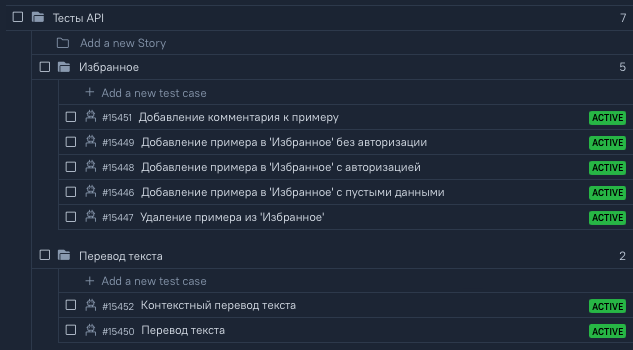 Тесты API 7
Add a new Story
Избранное 5
Add a new test case
#15451 Добавление комментария к примеру ACTIVE
#15449 Добавление примера в 'Избранное' без авторизации ACTIVE
#15448 Добавление примера в 'Избранное' с авторизацией ACTIVE
#15446 Добавление примера в 'Избранное' с пустыми данными ACTIVE
#15447 Удаление примера из 'Избранное' ACTIVE
Перевод текста 2
Add a new test case
#15452 Контекстный перевод текста ACTIVE
#15450 Перевод текста ACTIVE